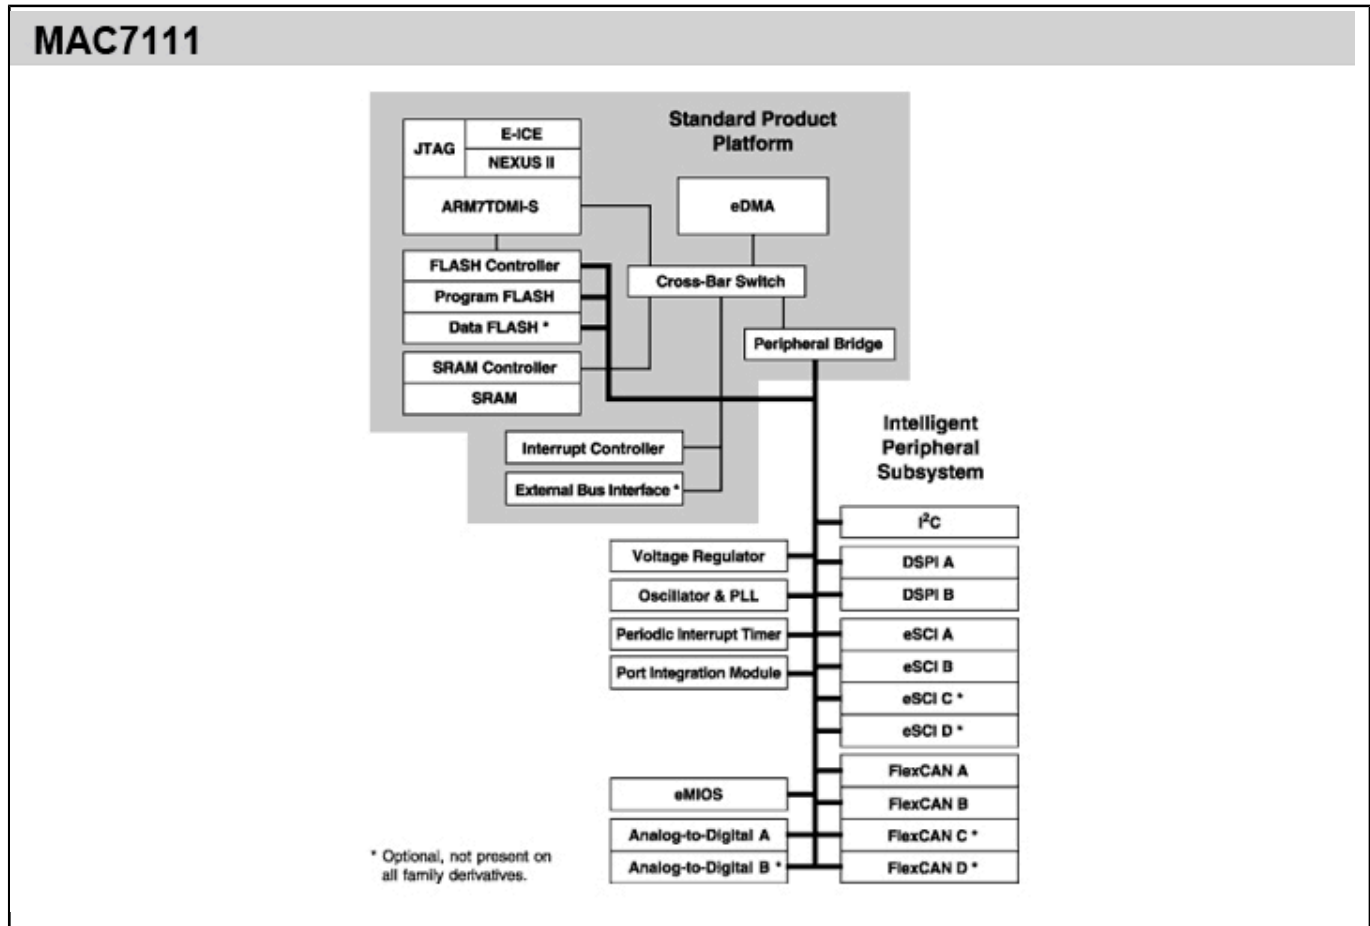 MAC7111
Standard Product
Platform
JTAG
E-ICE
NEXUS II
ARM7TDMI-S
eDMA
FLASH Controller
Program FLASH
Data FLASH *
Cross-Bar Switch
Peripheral Bridge
SRAM Controller
SRAM
Interrupt Controller
External Bus Interface *
Intelligent
Peripheral
Subsystem
I²C
Voltage Regulator
DSPI A
Oscillator & PLL
DSPI B
Periodic Interrupt Timer
eSCI A
Port Integration Module
eSCI B
eSCI C *
eSCI D *
FlexCAN A
eMIOS
FlexCAN B
Analog-to-Digital A
FlexCAN C *
Analog-to-Digital B *
FlexCAN D *
* Optional, not present on
all family derivatives.